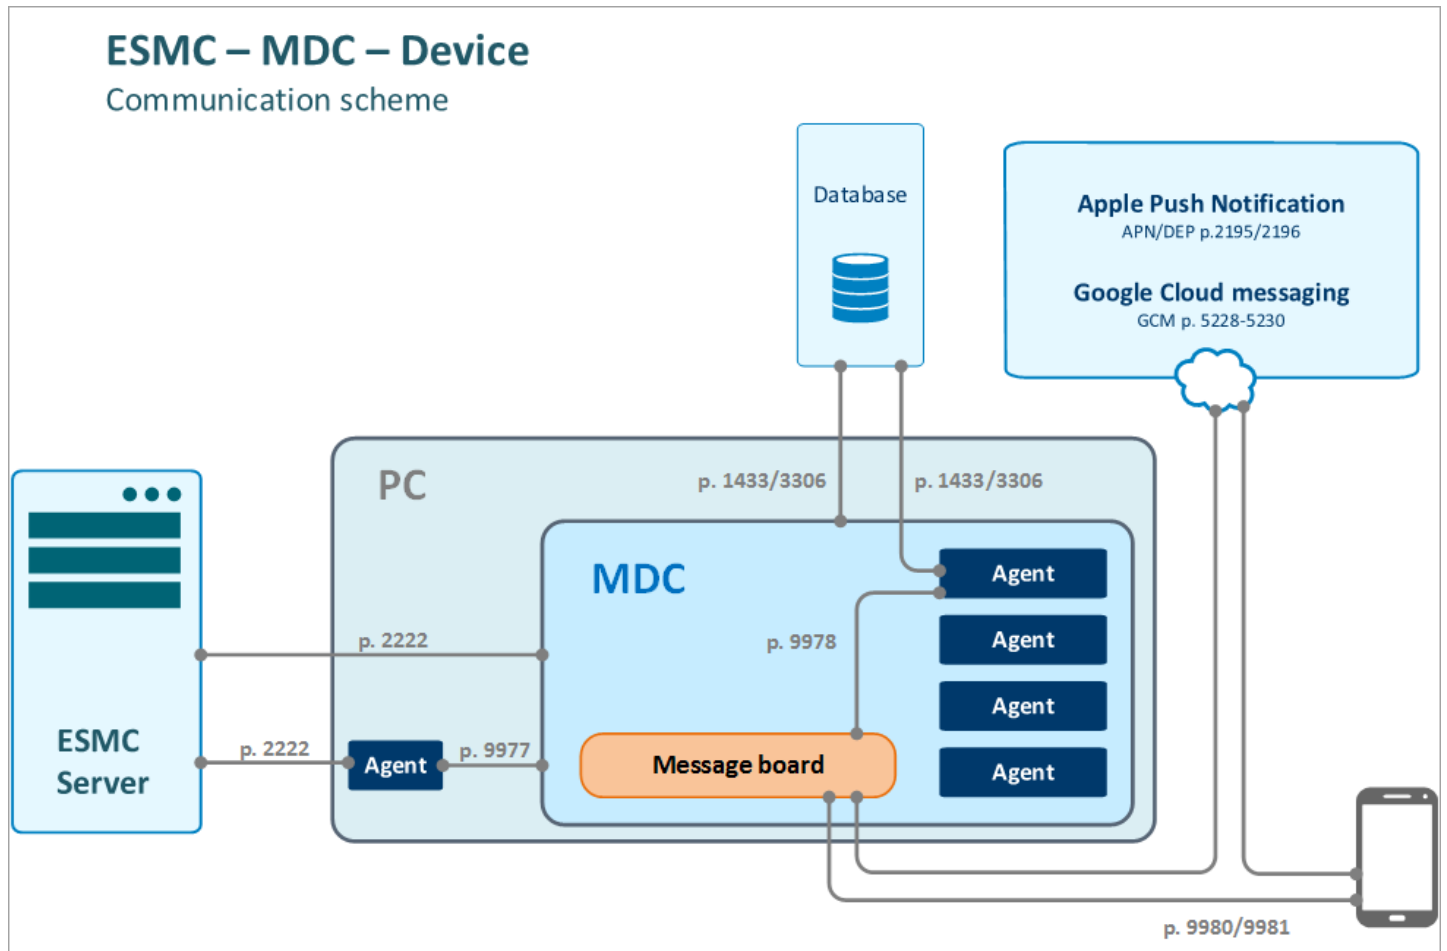 ESMC – MDC – Device
Communication scheme
Database
Apple Push Notification
APN/DEP p.2195/2196
Google Cloud messaging
GCM p. 5228-5230
PC
p. 1433/3306
p. 1433/3306
MDC
Agent
p. 2222
p. 9978
Agent
Agent
ESMC
Server
p. 2222
Agent
p. 9977
Message board
Agent
p. 9980/9981